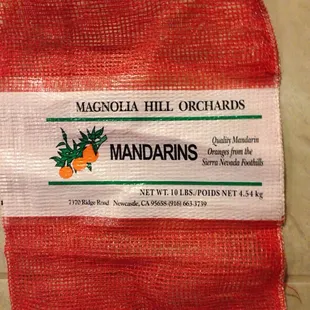 MAGNOLIA HILL ORCHARDS
MANDARINS
Quality Mandarin
Oranges from the
Sierra Nevada Foothills
NET WT. 10 LBS./POIDS NET 4.54 kg
Ridge Road Newcastle, CA 95658 (916) 663-3739